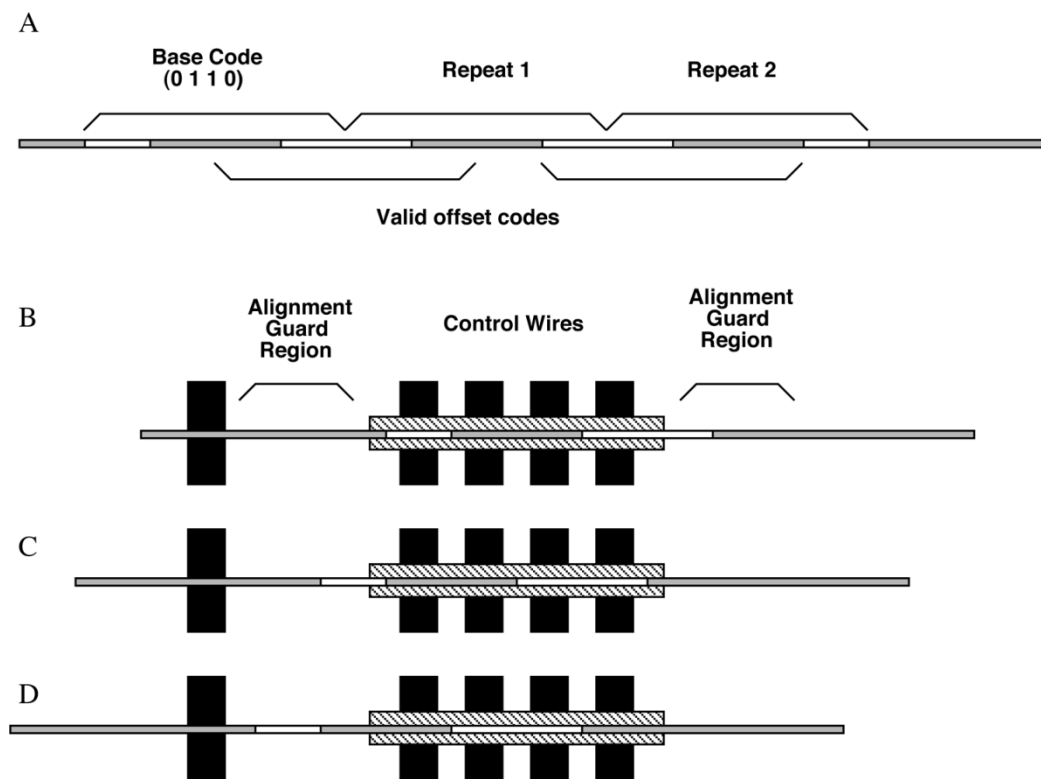 A
Base Code
(0 1 1 0)
Repeat 1
Repeat 2
Valid offset codes
B
Alignment
Guard
Region
Control Wires
Alignment
Guard
Region
C
D